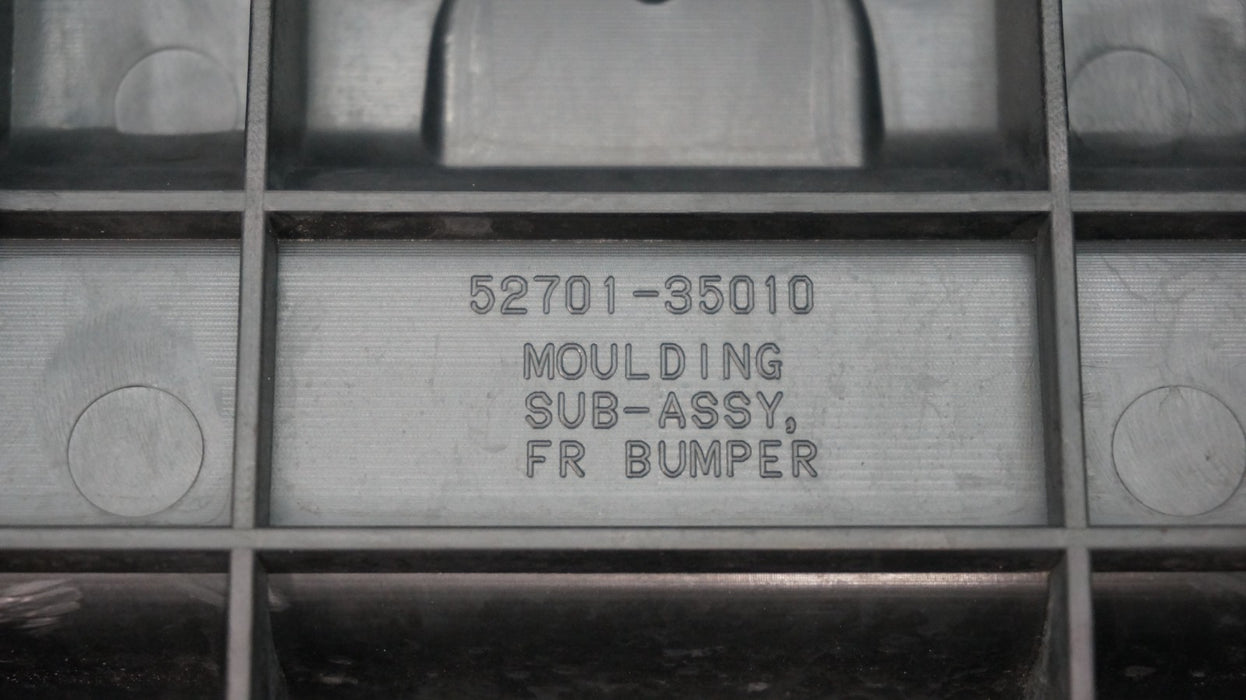 52701-35010
MOULDING
SUB-ASSY,
FR BUMPER